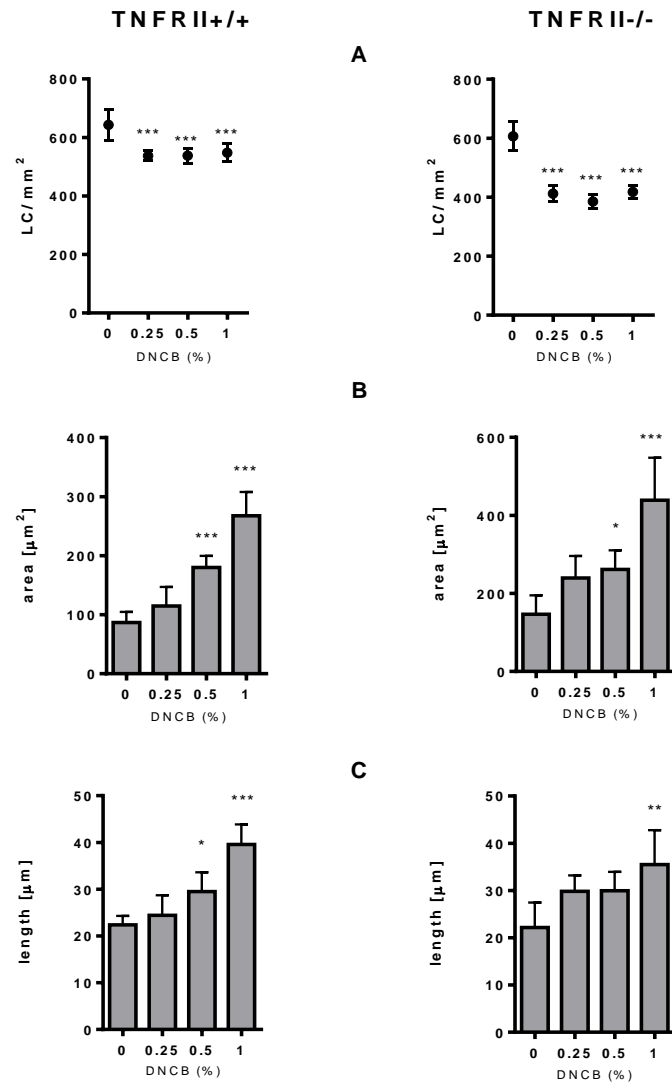 TNFRII+/+ TNFRII-/-
A
800
600
400
200
0
LC/mm²
*** *** ***
0 0.25 0.5 1
DNCB (%)
800
600
400
200
0
LC/mm²
*** *** ***
0 0.25 0.5 1
DNCB (%)
B
400
300
200
100
0
area [µm²]
*** ***
0 0.25 0.5 1
DNCB (%)
600
400
200
0
area [µm²]
* ***
0 0.25 0.5 1
DNCB (%)
C
50
40
30
20
10
0
length [µm]
* ***
0 0.25 0.5 1
DNCB (%)
50
40
30
20
10
0
length [µm]
**
0 0.25 0.5 1
DNCB (%)